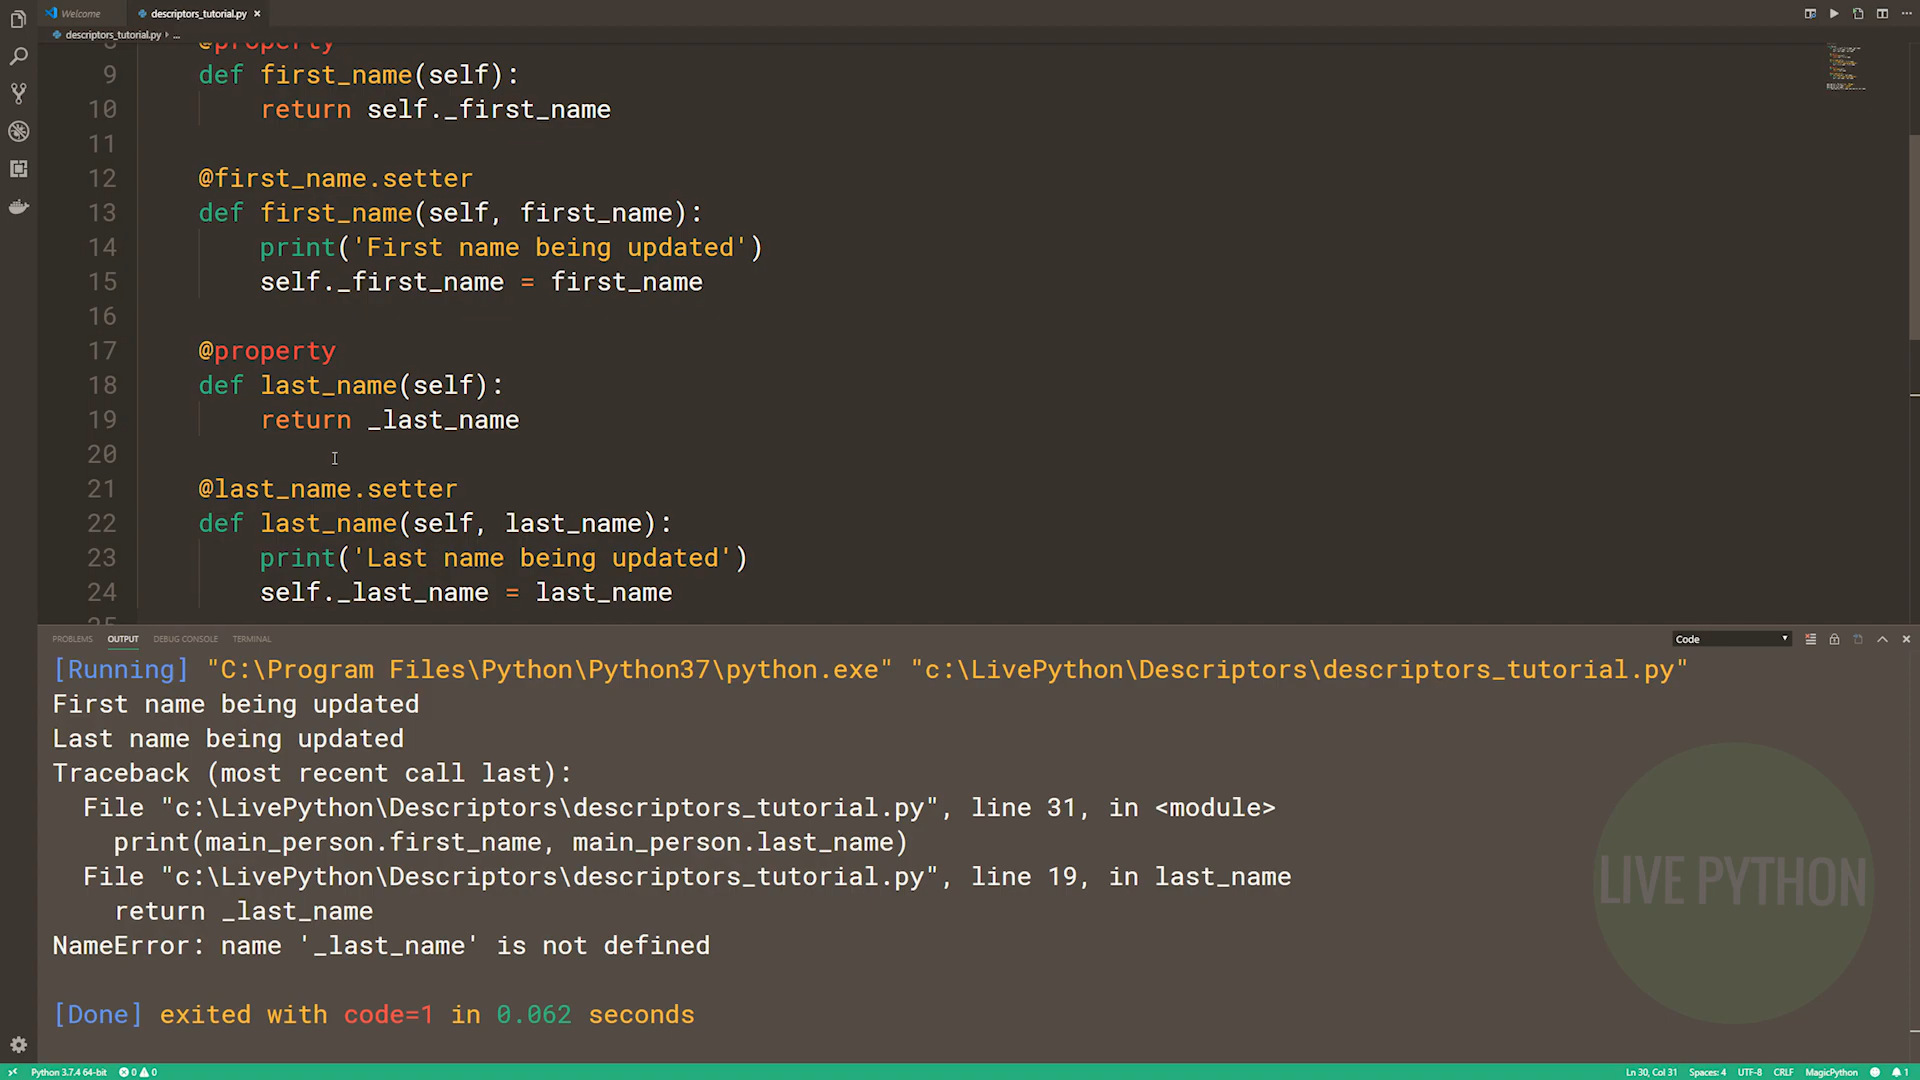 Welcome
descriptors_tutorial.py ×
descriptors_tutorial.py › ...
8 @property
9 def first_name(self):
10 return self._first_name
11
12 @first_name.setter
13 def first_name(self, first_name):
14 print('First name being updated')
15 self._first_name = first_name
16
17 @property
18 def last_name(self):
19 return _last_name
20
21 @last_name.setter
22 def last_name(self, last_name):
23 print('Last name being updated')
24 self._last_name = last_name
25
PROBLEMS OUTPUT DEBUG CONSOLE TERMINAL
Code
[Running] "C:\Program Files\Python\Python37\python.exe" "c:\LivePython\Descriptors\descriptors_tutorial.py"
First name being updated
Last name being updated
Traceback (most recent call last):
File "c:\LivePython\Descriptors\descriptors_tutorial.py", line 31, in <module>
print(main_person.first_name, main_person.last_name)
File "c:\LivePython\Descriptors\descriptors_tutorial.py", line 19, in last_name
return _last_name
NameError: name '_last_name' is not defined
[Done] exited with code=1 in 0.062 seconds
LIVE PYTHON
Python 3.7.4 64-bit 0 0
Ln 30, Col 31 Spaces: 4 UTF-8 CRLF MagicPython 1